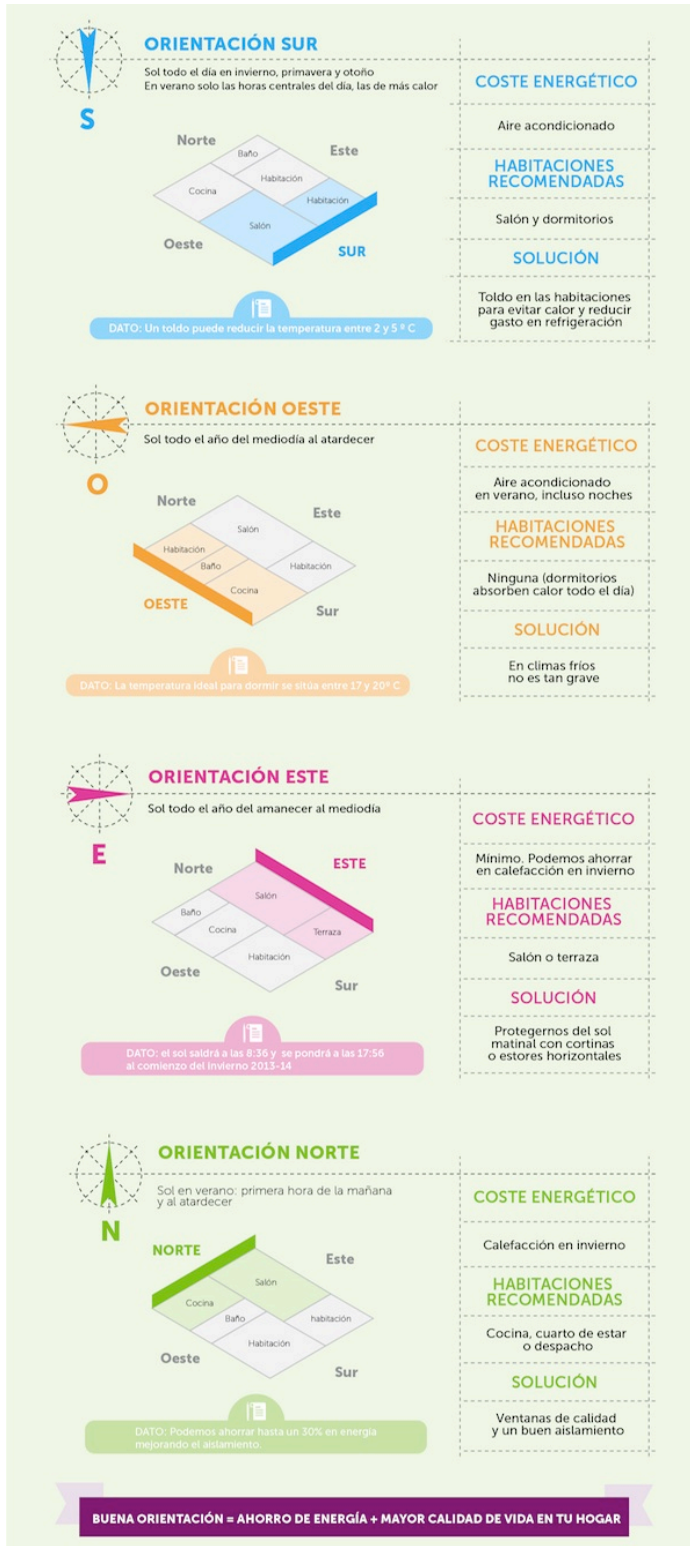 ORIENTACIÓN SUR
Sol todo el día en invierno, primavera y otoño
En verano solo las horas centrales del día, las de más calor
S
Norte
Este
Baño
Habitación
Cocina
Habitación
Salón
Oeste
SUR
DATO: Un toldo puede reducir la temperatura entre 2 y 5 º C
COSTE ENERGÉTICO
Aire acondicionado
HABITACIONES
RECOMENDADAS
Salón y dormitorios
SOLUCIÓN
Toldo en las habitaciones
para evitar calor y reducir
gasto en refrigeración
ORIENTACIÓN OESTE
Sol todo el año del mediodía al atardecer
O
Norte
Este
Salón
Habitación
Baño
Habitación
Cocina
OESTE
Sur
DATO: La temperatura ideal para dormir se sitúa entre 17 y 20º C
COSTE ENERGÉTICO
Aire acondicionado
en verano, incluso noches
HABITACIONES
RECOMENDADAS
Ninguna (dormitorios
absorben calor todo el día)
SOLUCIÓN
En climas fríos
no es tan grave
ORIENTACIÓN ESTE
Sol todo el año del amanecer al mediodía
E
Norte
ESTE
Salón
Baño
Cocina
Terraza
Habitación
Oeste
Sur
DATO: el sol saldrá a las 8:36 y se pondrá a las 17:56
al comienzo del invierno 2013-14
COSTE ENERGÉTICO
Mínimo. Podemos ahorrar
en calefacción en invierno
HABITACIONES
RECOMENDADAS
Salón o terraza
SOLUCIÓN
Protegernos del sol
matinal con cortinas
o estores horizontales
ORIENTACIÓN NORTE
Sol en verano: primera hora de la mañana
y al atardecer
N
NORTE
Este
Salón
Cocina
Baño
habitación
Habitación
Oeste
Sur
DATO: Podemos ahorrar hasta un 30% en energía
mejorando el aislamiento.
COSTE ENERGÉTICO
Calefacción en invierno
HABITACIONES
RECOMENDADAS
Cocina, cuarto de estar
o despacho
SOLUCIÓN
Ventanas de calidad
y un buen aislamiento
BUENA ORIENTACIÓN = AHORRO DE ENERGÍA + MAYOR CALIDAD DE VIDA EN TU HOGAR